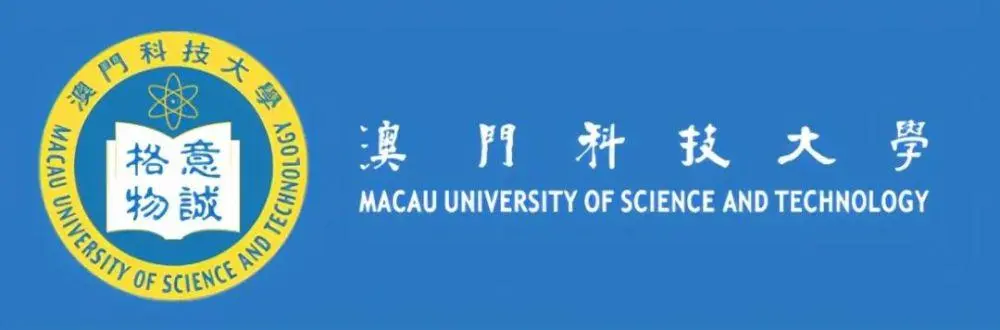 澳門科技大學
MACAU UNIVERSITY OF SCIENCE AND TECHNOLOGY
意誠
格物
澳門科技大學
MACAU UNIVERSITY OF SCIENCE AND TECHNOLOGY